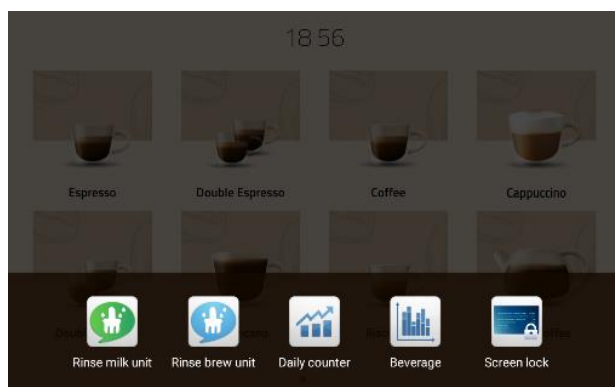 18 56
Espresso
Double Espresso
Coffee
Cappuccino
Rinse milk unit
Rinse brew unit
Daily counter
Beverage
Screen lock